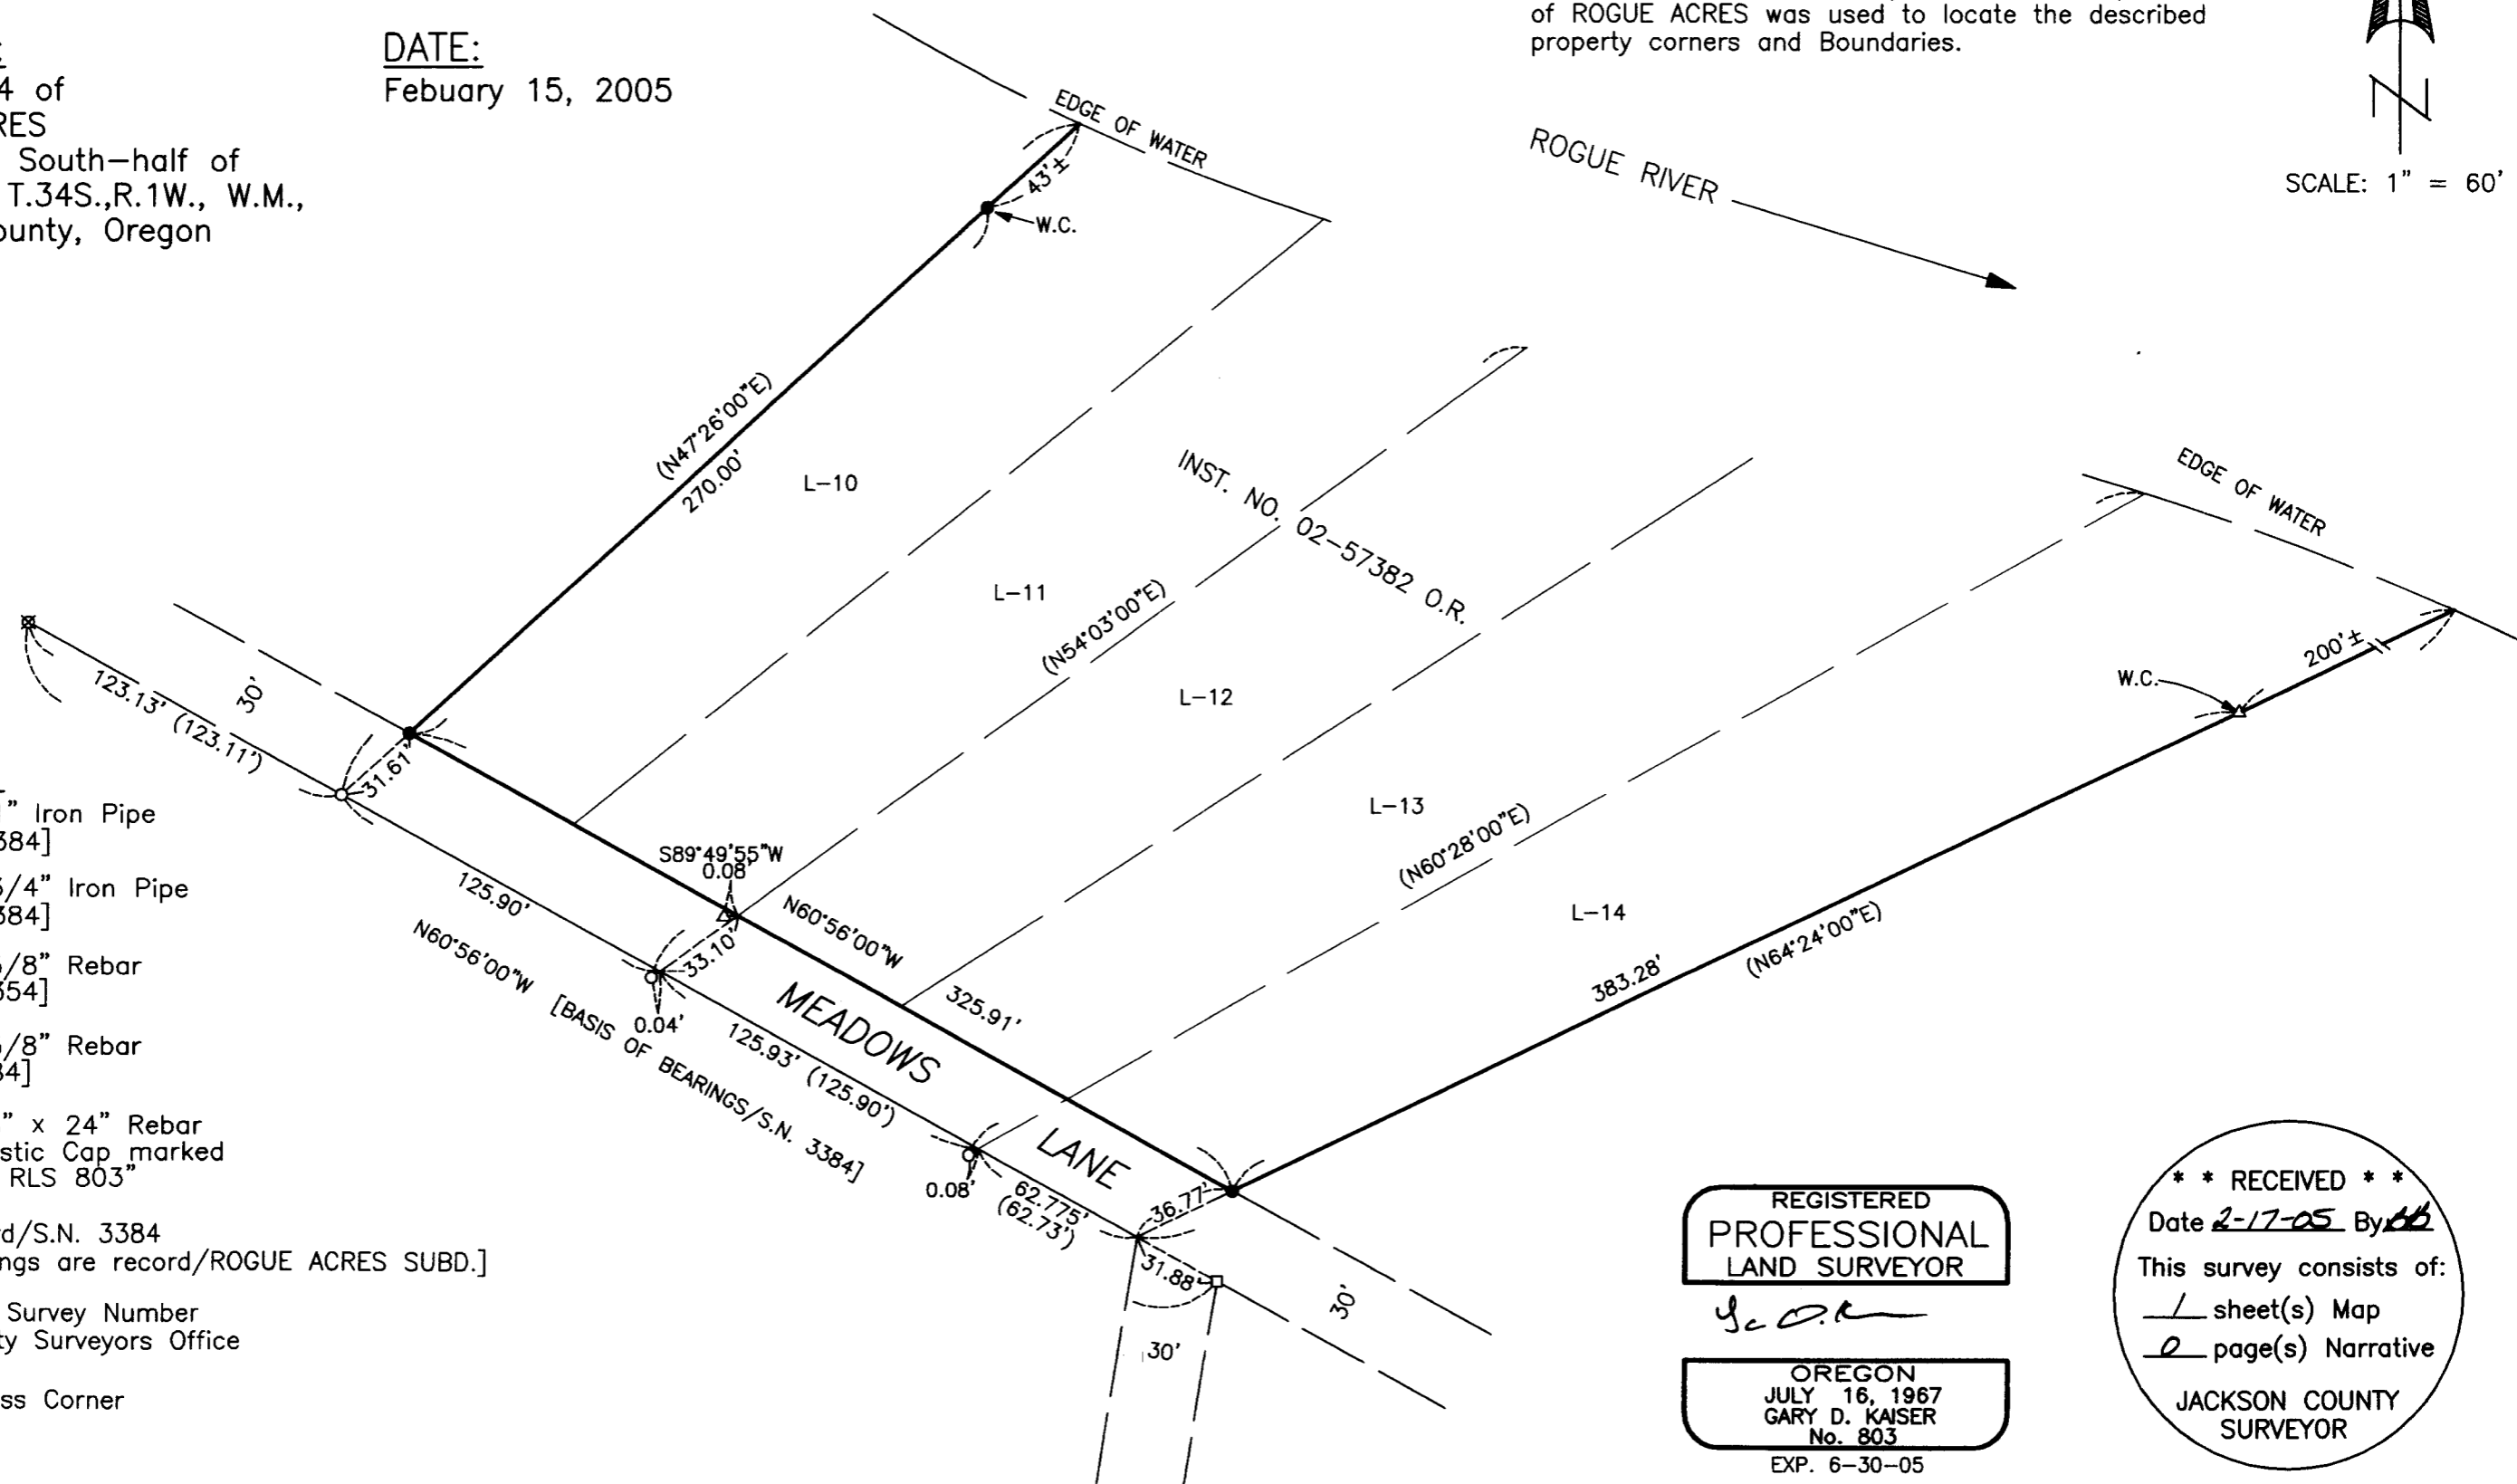 4 of
RES
South-half of
T.34S.,R.1W., W.M.,
ounty, Oregon
DATE:
Febuary 15, 2005
of ROGUE ACRES was used to locate the described
property corners and Boundaries.
N
SCALE: 1" = 60'
EDGE OF WATER
43'±
W.C.
ROGUE RIVER
(N47°26'00"E)
270.00'
L-10
INST. NO. 02-57382 O.R.
L-11
(N54°03'00"E)
L-12
EDGE OF WATER
200'±
W.C.
123.13' (123.11')
30'
31.61'
L-13
(N60°28'00"E)
L-14
(N64°24'00"E)
383.28'
S89°49'55"W
0.08'
125.90'
33.10'
N60°56'00"W
325.91'
N60°56'00"W [BASIS OF BEARINGS/S.N. 3384]
0.04'
125.93' (125.90')
MEADOWS LANE
0.08'
62.775'
(62.73')
36.77'
31.88'
30'
30'
" Iron Pipe
384]
3/4" Iron Pipe
384]
5/8" Rebar
354]
5/8" Rebar
84]
" x 24" Rebar
stic Cap marked
RLS 803"
d/S.N. 3384
ngs are record/ROGUE ACRES SUBD.]
Survey Number
ty Surveyors Office
ss Corner
REGISTERED
PROFESSIONAL
LAND SURVEYOR
OREGON
JULY 16, 1967
GARY D. KAISER
No. 803
EXP. 6-30-05
* * RECEIVED * *
Date 2-17-05 By
This survey consists of:
1 sheet(s) Map
0 page(s) Narrative
JACKSON COUNTY
SURVEYOR